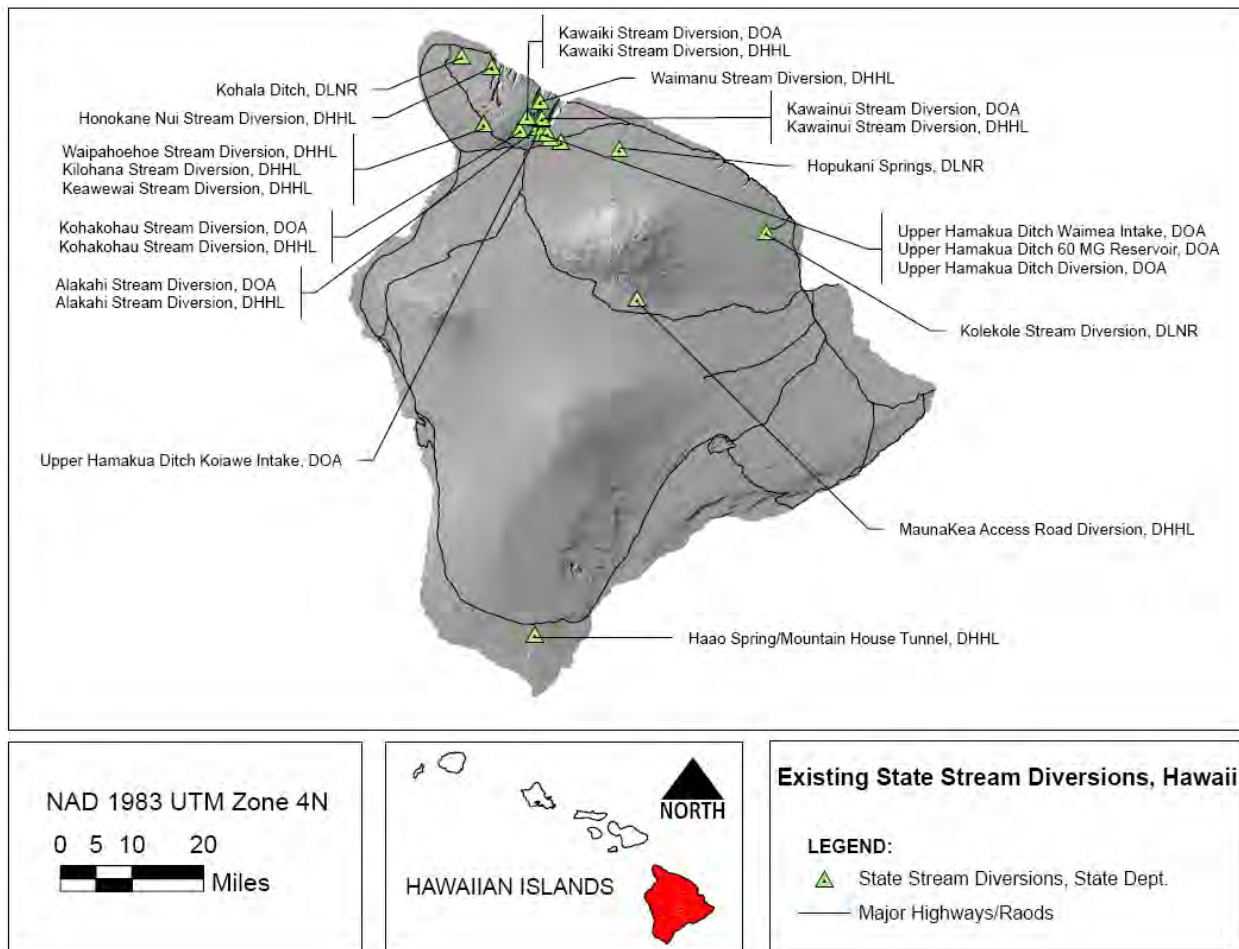 Kawaiki Stream Diversion, DOA
Kawaiki Stream Diversion, DHHL
Waimanu Stream Diversion, DHHL
Kohala Ditch, DLNR
Honokane Nui Stream Diversion, DHHL
Kawainui Stream Diversion, DOA
Kawainui Stream Diversion, DHHL
Waipahoehoe Stream Diversion, DHHL
Kilohana Stream Diversion, DHHL
Keawewai Stream Diversion, DHHL
Hopukani Springs, DLNR
Kohakohau Stream Diversion, DOA
Kohakohau Stream Diversion, DHHL
Upper Hamakua Ditch Waimea Intake, DOA
Upper Hamakua Ditch 60 MG Reservoir, DOA
Upper Hamakua Ditch Diversion, DOA
Alakahi Stream Diversion, DOA
Alakahi Stream Diversion, DHHL
Kolekole Stream Diversion, DLNR
Upper Hamakua Ditch Koiawe Intake, DOA
MaunaKea Access Road Diversion, DHHL
Haao Spring/Mountain House Tunnel, DHHL
NAD 1983 UTM Zone 4N
0 5 10 20
Miles
NORTH
HAWAIIAN ISLANDS
Existing State Stream Diversions, Hawaii
LEGEND:
State Stream Diversions, State Dept.
Major Highways/Raods